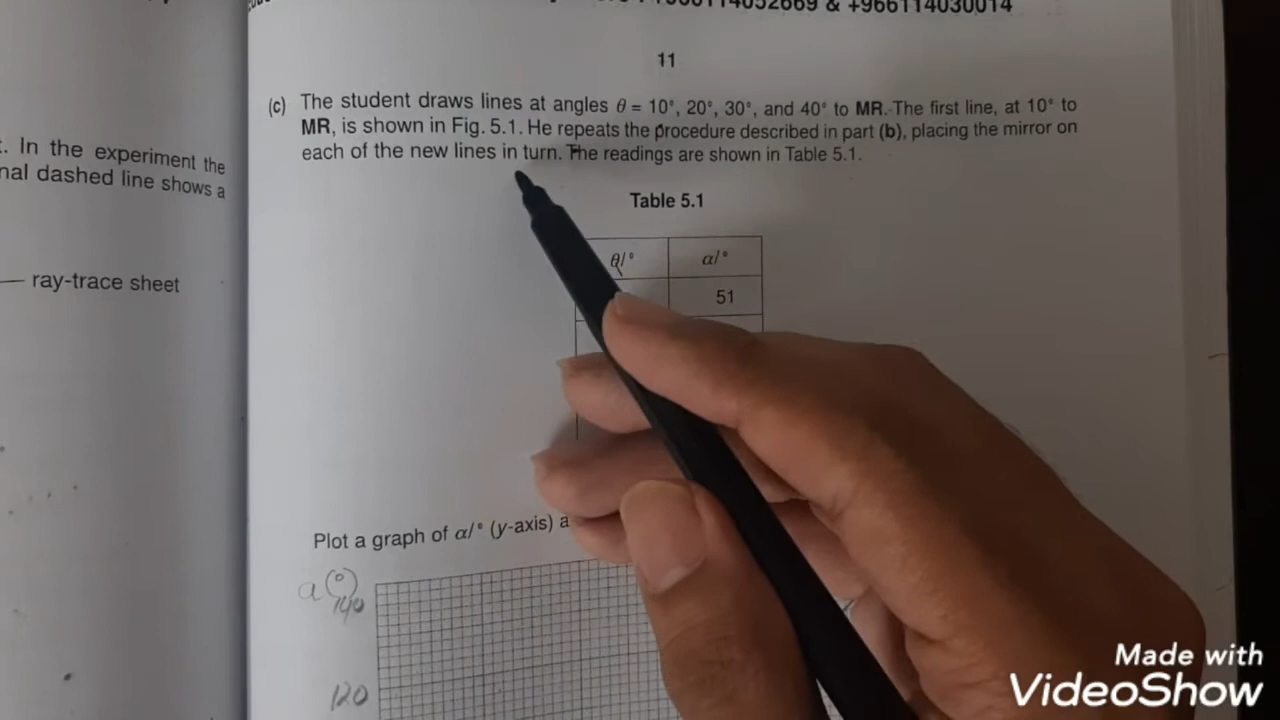 & +966114030014
11
(c) The student draws lines at angles θ = 10°, 20°, 30°, and 40° to MR. The first line, at 10° to
MR, is shown in Fig. 5.1. He repeats the procedure described in part (b), placing the mirror on
each of the new lines in turn. The readings are shown in Table 5.1.
In the experiment the
dashed line shows a
ray-trace sheet
Table 5.1
θ/° α/°
51
Plot a graph of α/° (y-axis)
a(°)
140
120
Made with
VideoShow